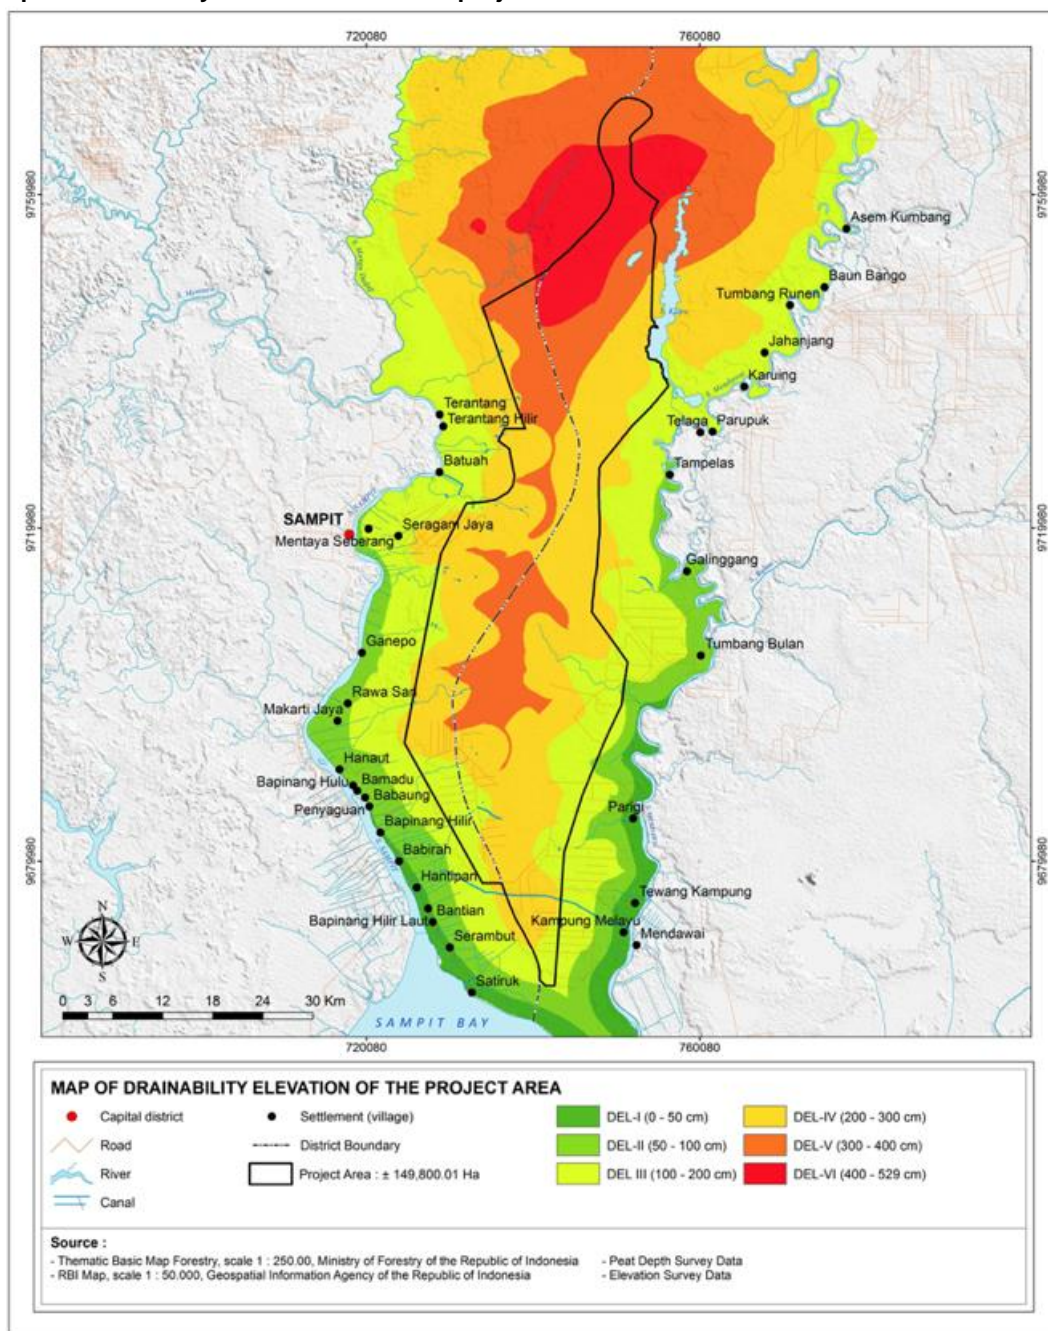 720080 760080
9759980 9759980
Asem Kumbang
Baun Bango
Tumbang Runen
S. Mentaya
Jahanjang
S. Mendawai
Karuing
Terantang
Terantang Hilir
Telaga Parupuk
Batuah
Tampelas
SAMPIT
Seragam Jaya
Mentaya Seberang
9719980 9719980
Galinggang
Ganepo
Tumbang Bulan
Rawa Sari
Makarti Jaya
Hanaut
Bapinang Hulu Bamadu
Babaung
Penyaguan
Bapinang Hilir
Parigi
Babirah
9679980 9679980
Hantipan
Tewang Kampung
Bantian
Bapinang Hilir Laut
Kampung Melayu
Mendawai
Serambut
Satiruk
N
W E
S
0 3 6 12 18 24 30 Km
SAMPIT BAY
720080 760080
MAP OF DRAINABILITY ELEVATION OF THE PROJECT AREA
Capital district Settlement (village) DEL-I (0 - 50 cm) DEL-IV (200 - 300 cm)
Road District Boundary DEL-II (50 - 100 cm) DEL-V (300 - 400 cm)
River Project Area : ± 149,800.01 Ha DEL III (100 - 200 cm) DEL-VI (400 - 529 cm)
Canal
Source :
- Thematic Basic Map Forestry, scale 1 : 250.00, Ministry of Forestry of the Republic of Indonesia - Peat Depth Survey Data
- RBI Map, scale 1 : 50.000, Geospatial Information Agency of the Republic of Indonesia - Elevation Survey Data